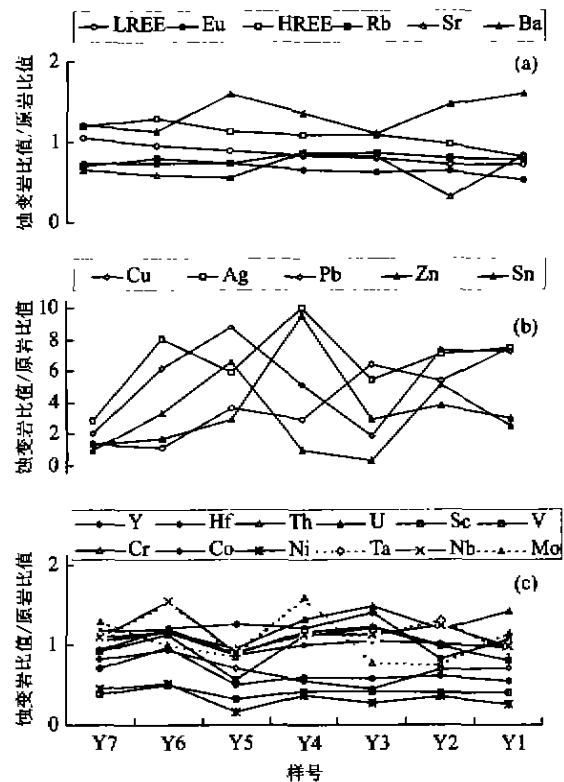 LREE Eu HREE Rb Sr Ba
(a)
2
1
0
蚀变岩比值/原岩比值
Cu Ag Pb Zn Sn
(b)
10
8
6
4
2
0
蚀变岩比值/原岩比值
Y Hf Th U Sc V
Cr Co Ni Ta Nb Mo
(c)
2
1
0
蚀变岩比值/原岩比值
Y7 Y6 Y5 Y4 Y3 Y2 Y1
样号